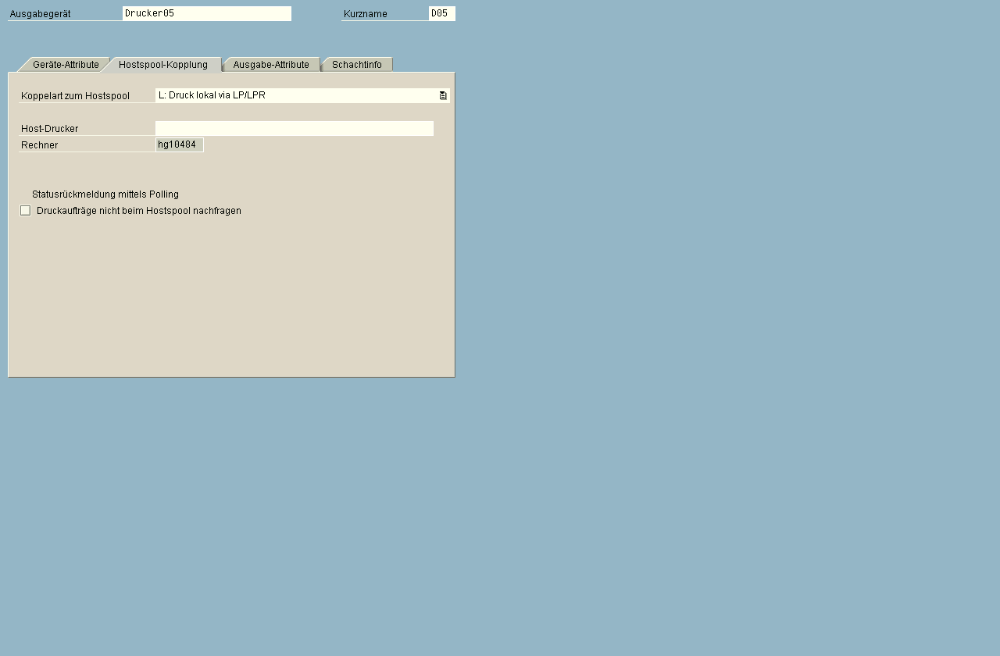 Ausgabegerät Drucker05 Kurzname D05
Geräte-Attribute Hostspool-Kopplung Ausgabe-Attribute Schachtinfo
Koppelart zum Hostspool L: Druck lokal via LP/LPR
Host-Drucker
Rechner hg10484
Statusrückmeldung mittels Polling
Druckaufträge nicht beim Hostspool nachfragen